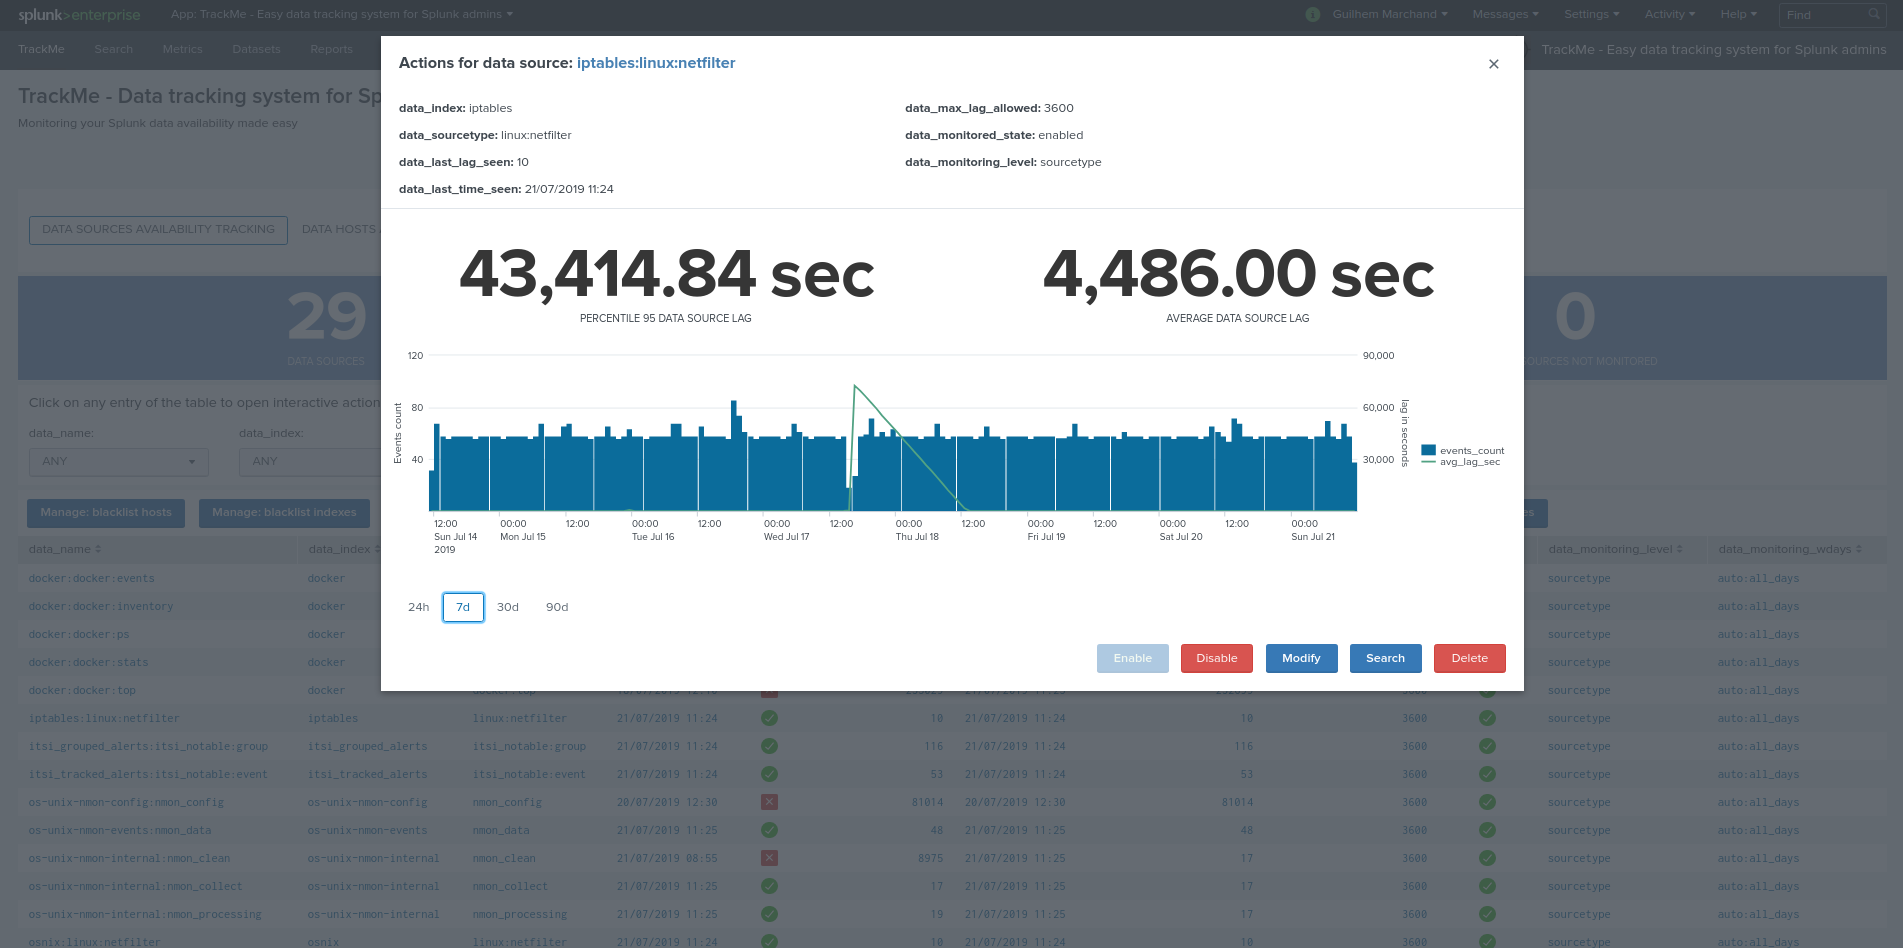 splunk>enterprise App: TrackMe - Easy data tracking system for Splunk admins i Guilhem Marchand Messages Settings Activity Help Find
TrackMe Search Metrics Datasets Reports TrackMe - Easy data tracking system for Splunk admins
TrackMe - Data tracking system for Sp
Monitoring your Splunk data availability made easy
DATA SOURCES AVAILABILITY TRACKING DATA HOSTS
29
DATA SOURCES
0
OURCES NOT MONITORED
Click on any entry of the table to open interactive action
data_name: data_index:
ANY ANY
Manage: blacklist hosts Manage: blacklist indexes es
Actions for data source: iptables:linux:netfilter ×
data_index: iptables data_max_lag_allowed: 3600
data_sourcetype: linux:netfilter data_monitored_state: enabled
data_last_lag_seen: 10 data_monitoring_level: sourcetype
data_last_time_seen: 21/07/2019 11:24
43,414.84 sec 4,486.00 sec
PERCENTILE 95 DATA SOURCE LAG AVERAGE DATA SOURCE LAG
120 90,000
80 60,000
40 30,000
Events count
lag in seconds
events_count
avg_lag_sec
12:00 00:00 12:00 00:00 12:00 00:00 12:00 00:00 12:00 00:00 12:00 00:00 12:00 00:00
Sun Jul 14 Mon Jul 15 Tue Jul 16 Wed Jul 17 Thu Jul 18 Fri Jul 19 Sat Jul 20 Sun Jul 21
2019
24h 7d 30d 90d
Enable Disable Modify Search Delete
data_name data_index data_monitoring_level data_monitoring_wdays
docker:docker:events docker sourcetype auto:all_days
docker:docker:inventory docker sourcetype auto:all_days
docker:docker:ps docker sourcetype auto:all_days
docker:docker:stats docker sourcetype auto:all_days
docker:docker:top docker sourcetype auto:all_days
iptables:linux:netfilter iptables linux:netfilter 21/07/2019 11:24 10 21/07/2019 11:24 10 3600 sourcetype auto:all_days
itsi_grouped_alerts:itsi_notable:group itsi_grouped_alerts itsi_notable:group 21/07/2019 11:24 116 21/07/2019 11:24 116 3600 sourcetype auto:all_days
itsi_tracked_alerts:itsi_notable:event itsi_tracked_alerts itsi_notable:event 21/07/2019 11:24 53 21/07/2019 11:24 53 3600 sourcetype auto:all_days
os-unix-nmon-config:nmon_config os-unix-nmon-config nmon_config 20/07/2019 12:30 81014 20/07/2019 12:30 81014 3600 sourcetype auto:all_days
os-unix-nmon-events:nmon_data os-unix-nmon-events nmon_data 21/07/2019 11:25 48 21/07/2019 11:25 48 3600 sourcetype auto:all_days
os-unix-nmon-internal:nmon_clean os-unix-nmon-internal nmon_clean 21/07/2019 08:55 8975 21/07/2019 11:25 17 3600 sourcetype auto:all_days
os-unix-nmon-internal:nmon_collect os-unix-nmon-internal nmon_collect 21/07/2019 11:25 17 21/07/2019 11:25 17 3600 sourcetype auto:all_days
os-unix-nmon-internal:nmon_processing os-unix-nmon-internal nmon_processing 21/07/2019 11:25 19 21/07/2019 11:25 17 3600 sourcetype auto:all_days
osnix:linux:netfilter osnix linux:netfilter 21/07/2019 11:24 10 21/07/2019 11:24 10 3600 sourcetype auto:all_days